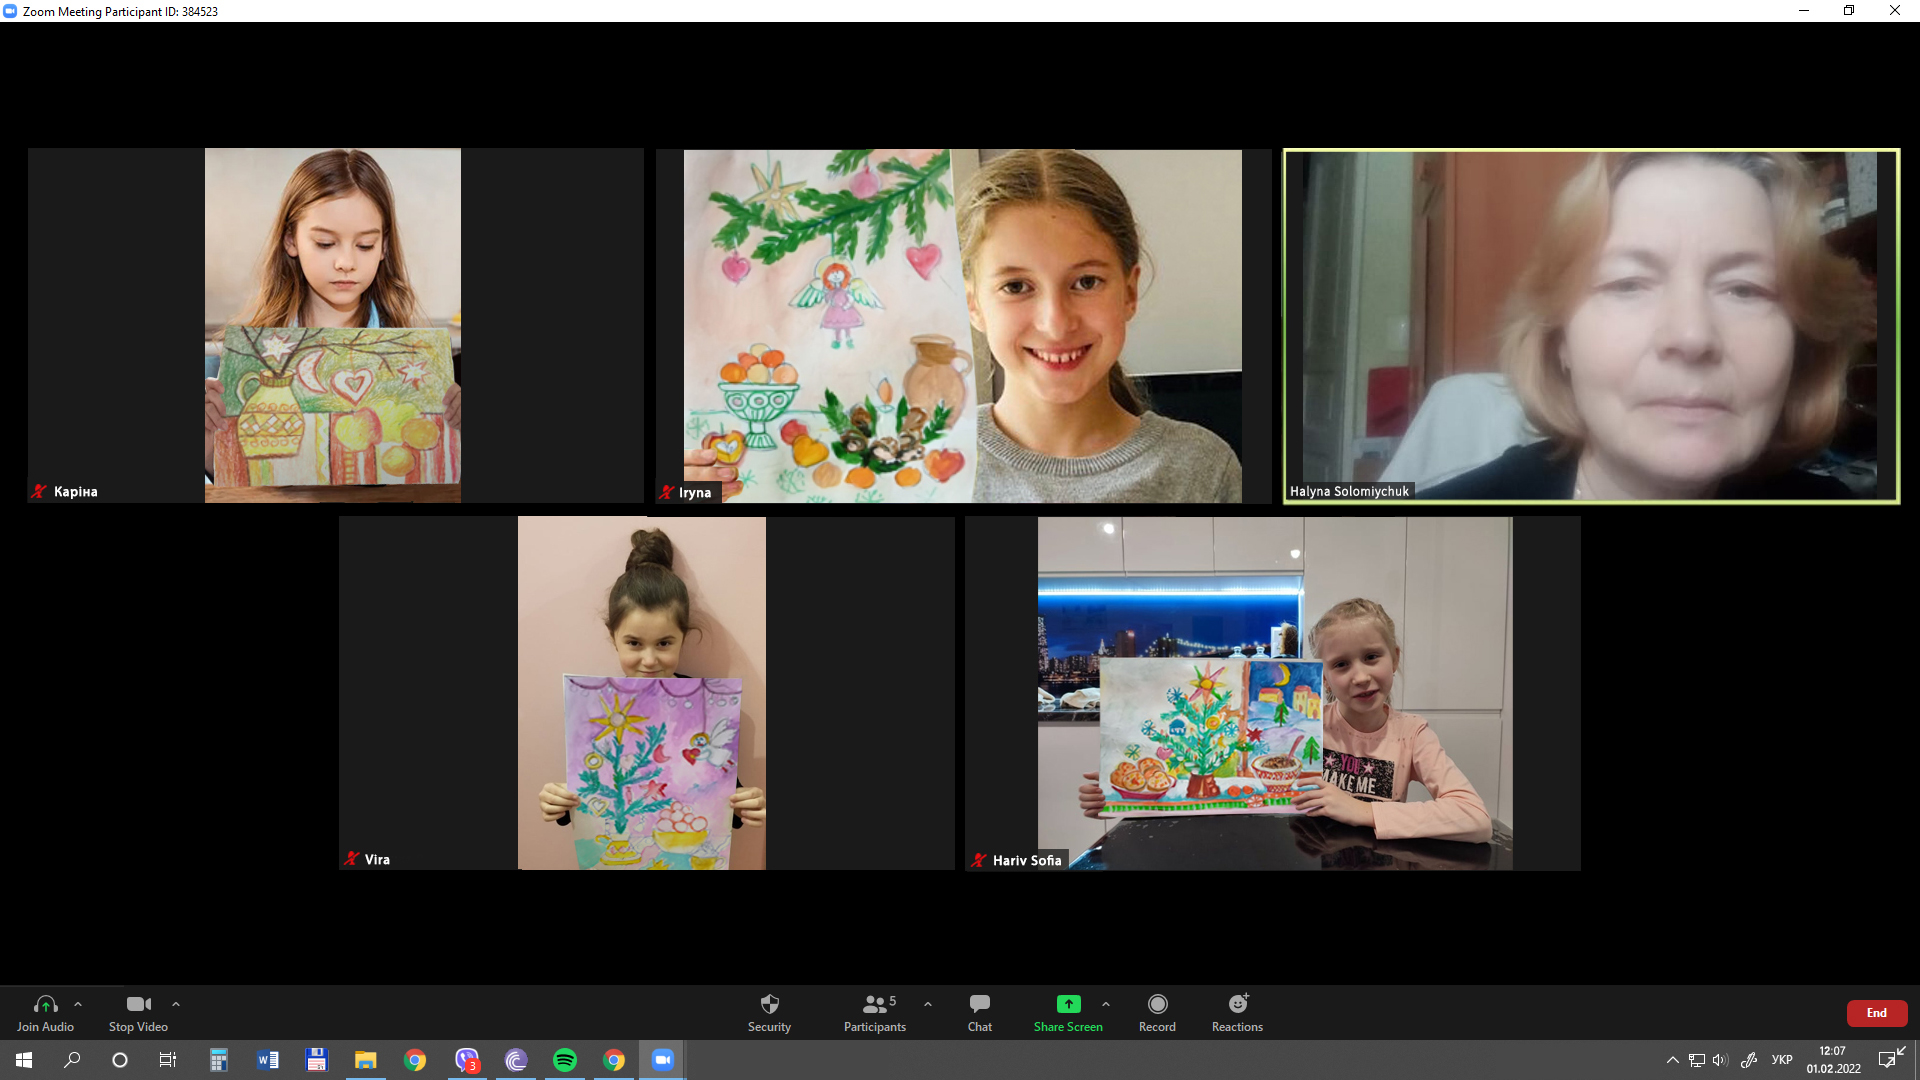 Zoom Meeting Participant ID: 384523
Каріна
Iryna
Halyna Solomiychuk
Vira
YOU
MAKE ME
Hariv Sofia
5
Join Audio
Stop Video
Security
Participants
Chat
Share Screen
Record
Reactions
End
W
3
УКР
12:07
01.02.2022